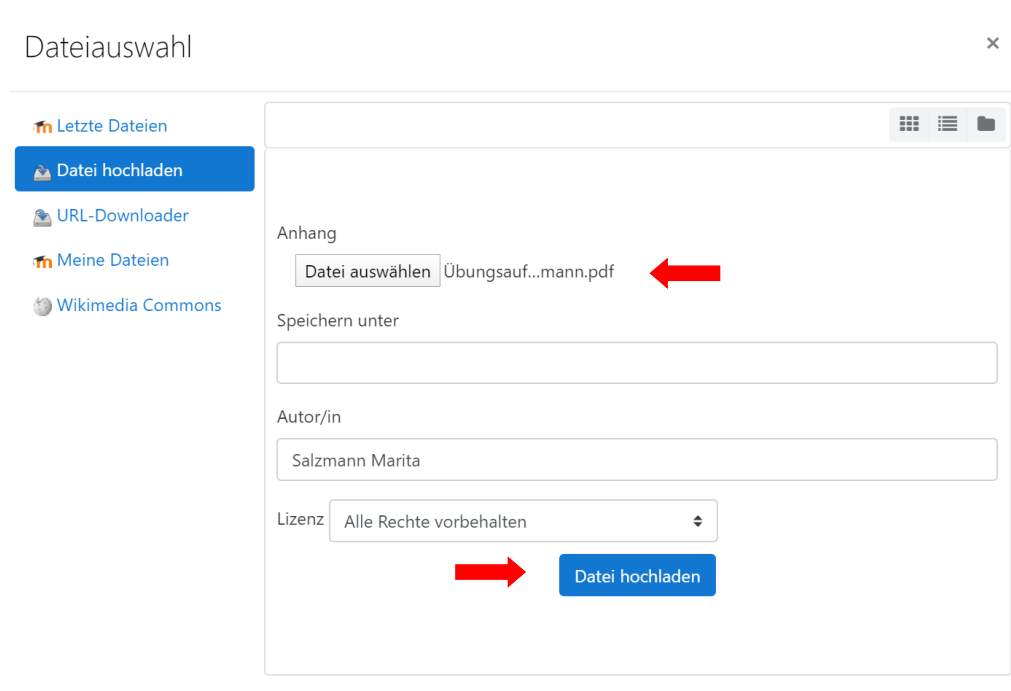 Dateiauswahl
×
Letzte Dateien
Datei hochladen
URL-Downloader
Meine Dateien
Wikimedia Commons
Anhang
Datei auswählen Übungsauf...mann.pdf
Speichern unter
Autor/in
Salzmann Marita
Lizenz Alle Rechte vorbehalten
Datei hochladen